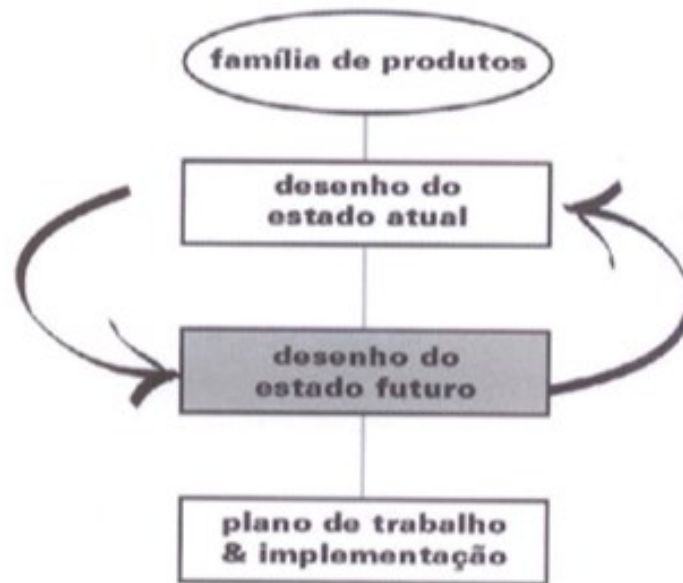 família de produtos
desenho do
estado atual
desenho do
estado futuro
plano de trabalho
& implementação